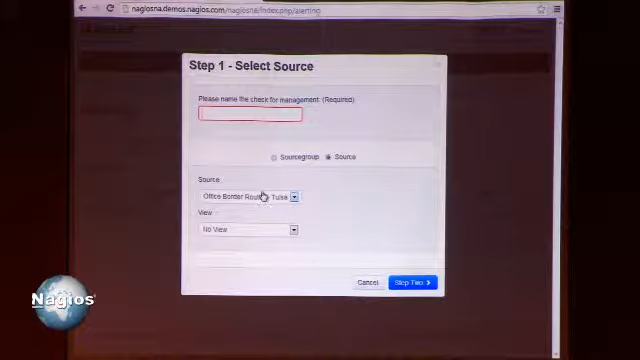 nagiosna.demos.nagios.com/nagiosna/index.php/alerting
Step 1 - Select Source
Please name the check for management: (Required)
Sourcegroup Source
Source
Office Border Tulsa
View
No View
Cancel Step Two
Nagios®